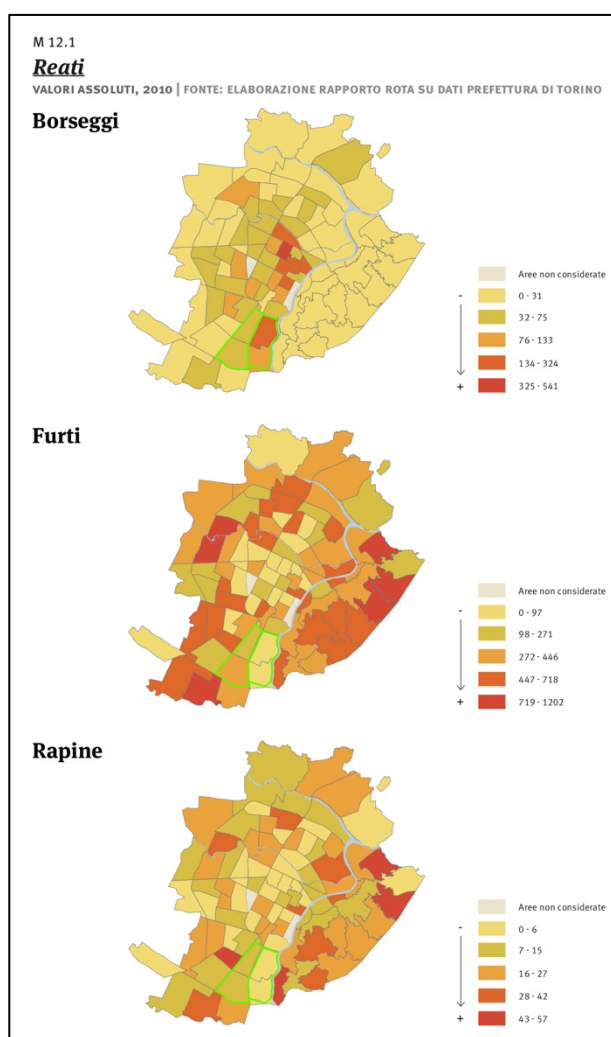 M 12.1
Reati
VALORI ASSOLUTI, 2010 | FONTE: ELABORAZIONE RAPPORTO ROTA SU DATI PREFETTURA DI TORINO
Borseggi
Aree non considerate
- 0 - 31
32 - 75
76 - 133
134 - 324
+ 325 - 541
Furti
Aree non considerate
- 0 - 97
98 - 271
272 - 446
447 - 718
+ 719 - 1202
Rapine
Aree non considerate
- 0 - 6
7 - 15
16 - 27
28 - 42
+ 43 - 57